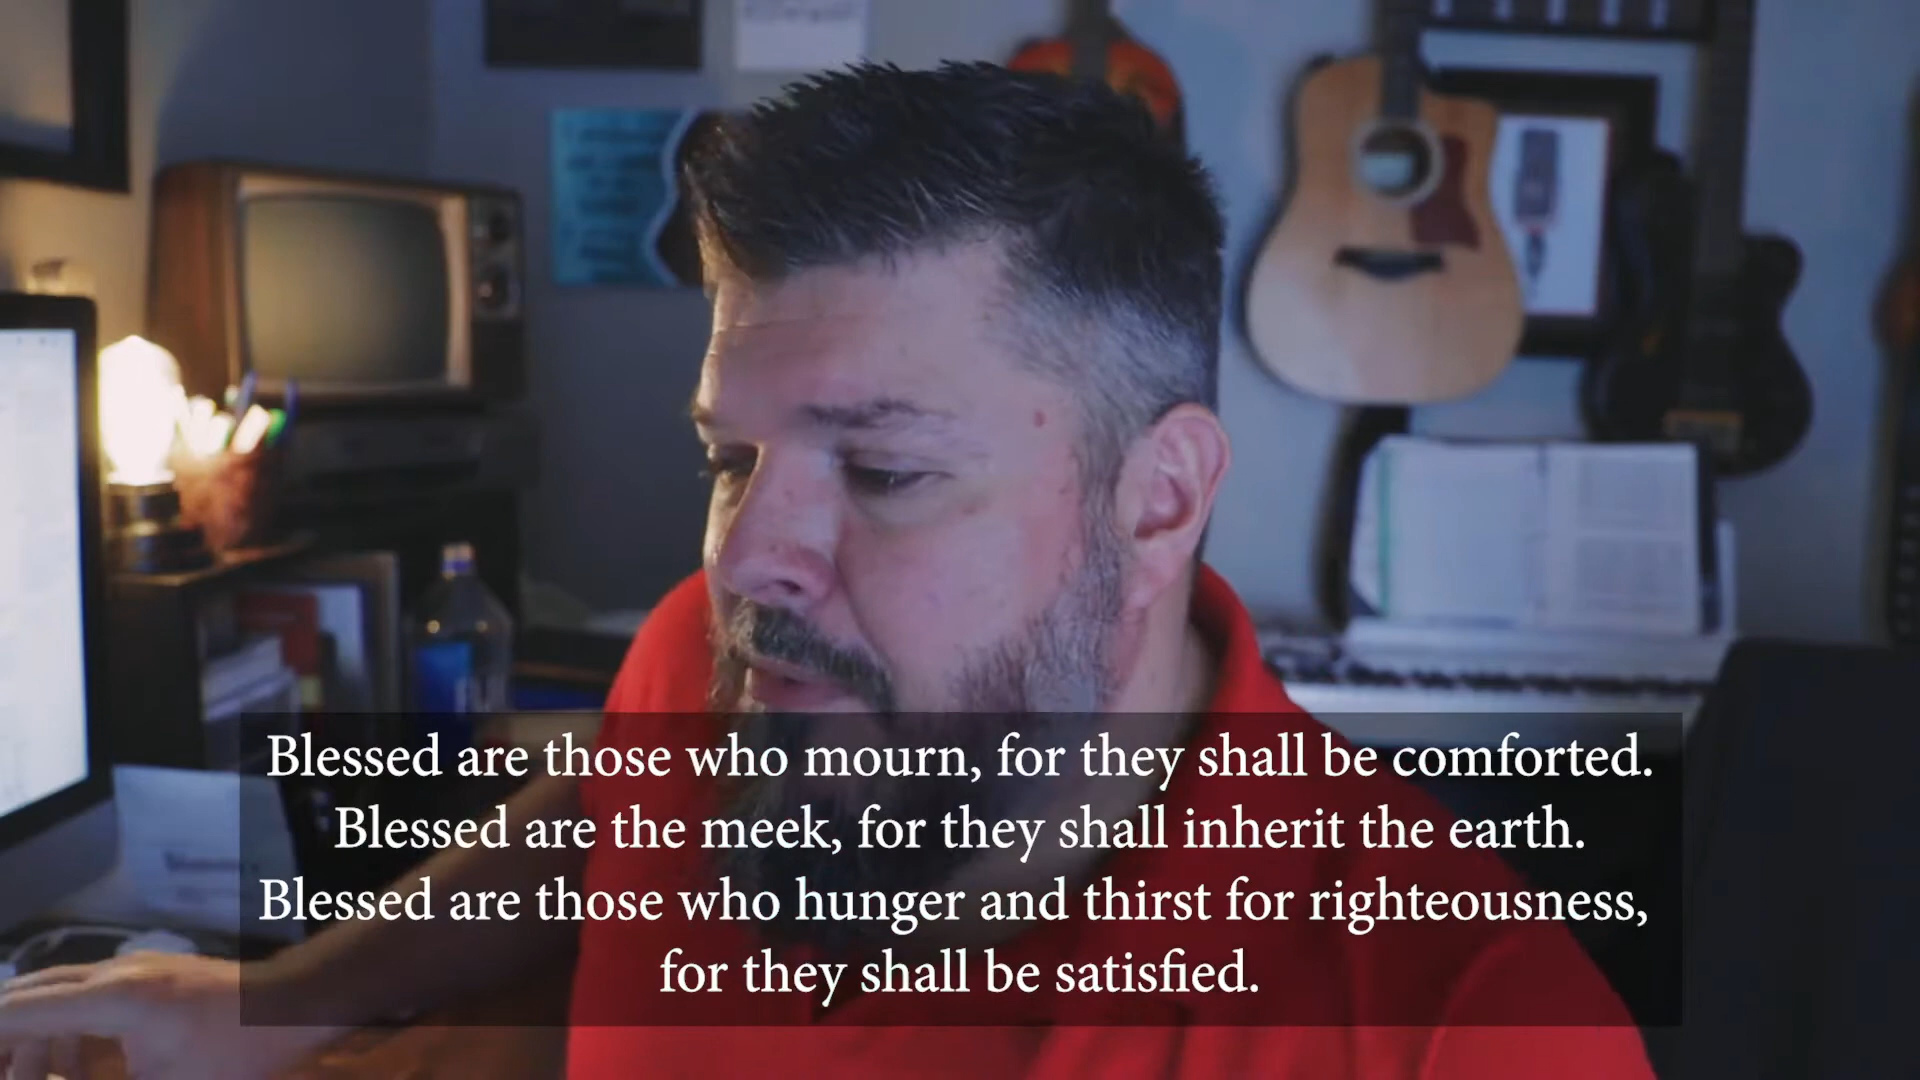 Blessed are those who mourn, for they shall be comforted.
Blessed are the meek, for they shall inherit the earth.
Blessed are those who hunger and thirst for righteousness,
for they shall be satisfied.